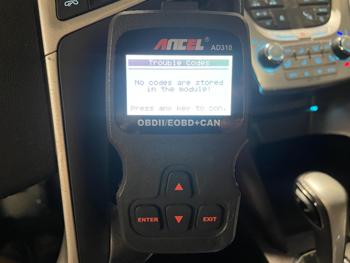 ANCEL
AD310
Trouble Codes
No codes are stored
in the module!
Press any key to con.
OBDII/EOBD+CAN
ENTER
EXIT